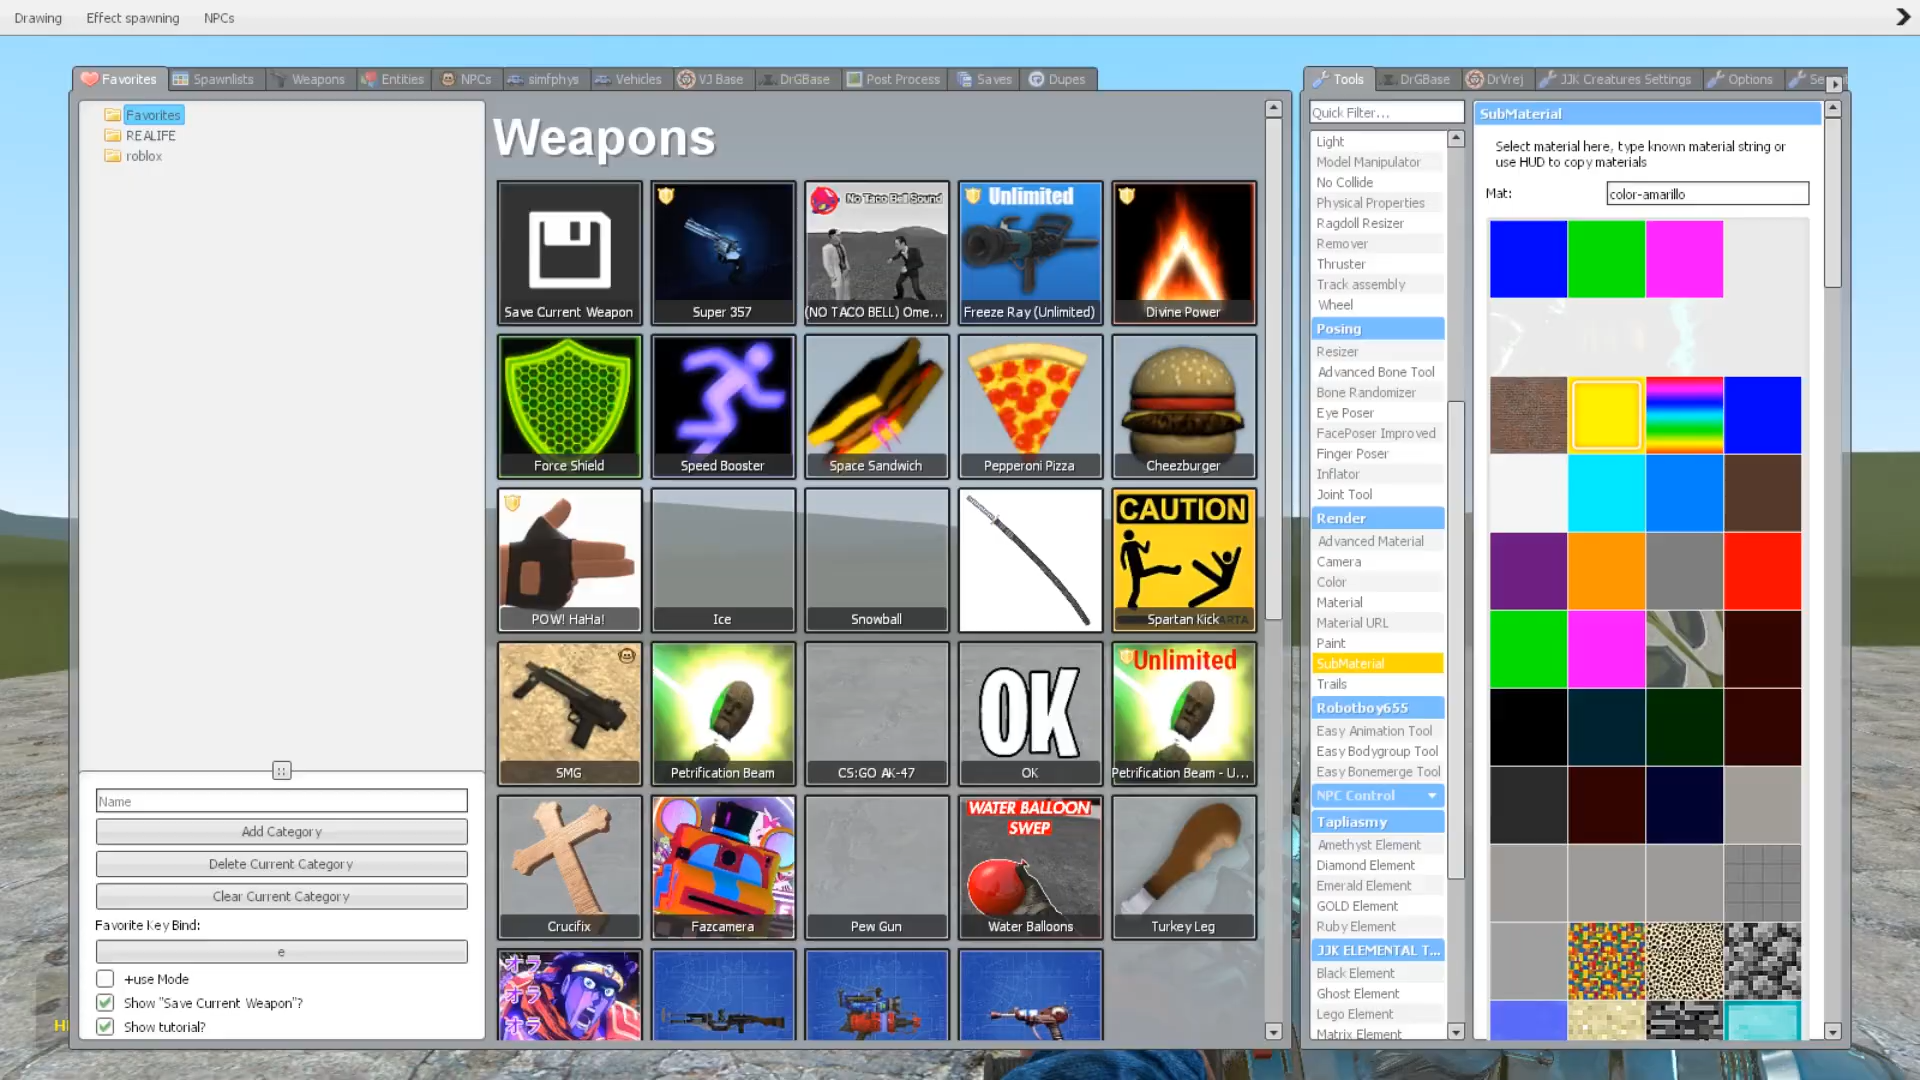 Drawing
Effect spawning
NPCs
Favorites
Spawnlists
Weapons
Entities
NPCs
simfphys
Vehicles
VJ Base
DrGBase
Post Process
Saves
Dupes
Favorites
REALIFE
roblox
Name
Add Category
Delete Current Category
Clear Current Category
Favorite Key Bind:
e
+use Mode
Show "Save Current Weapon"?
Show tutorial?
Weapons
Save Current Weapon
Super 357
No Taco Bell Sound
(NO TACO BELL) Ome...
Unlimited
Freeze Ray (Unlimited)
Divine Power
Force Shield
Speed Booster
Space Sandwich
Pepperoni Pizza
Cheezburger
POW! HaHa!
Ice
Snowball
CAUTION
Spartan Kick
SMG
Petrification Beam
CS:GO AK-47
OK
OK
Unlimited
Petrification Beam - U...
Crucifix
Fazcamera
Pew Gun
WATER BALLOON
SWEP
Water Balloons
Turkey Leg
オラ
オラ
オラ
Tools
DrGBase
DrVrej
JJK Creatures Settings
Options
Quick Filter...
Light
Model Manipulator
No Collide
Physical Properties
Ragdoll Resizer
Remover
Thruster
Track assembly
Wheel
Posing
Resizer
Advanced Bone Tool
Bone Randomizer
Eye Poser
FacePoser Improved
Finger Poser
Inflator
Joint Tool
Render
Advanced Material
Camera
Color
Material
Material URL
Paint
SubMaterial
Trails
Robotboy655
Easy Animation Tool
Easy Bodygroup Tool
Easy Bonemerge Tool
NPC Control
Tapliasmy
Amethyst Element
Diamond Element
Emerald Element
GOLD Element
Ruby Element
JJK ELEMENTAL T...
Black Element
Ghost Element
Lego Element
Matrix Element
SubMaterial
Select material here, type known material string or
use HUD to copy materials
Mat:
color-amarillo